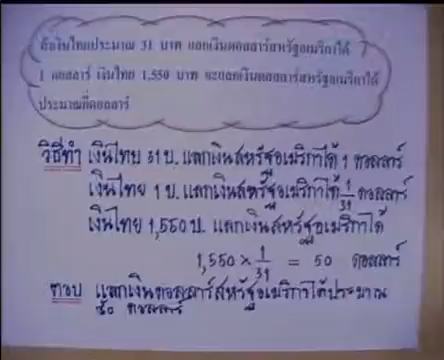 ถ้าเงินไทยประมาณ 31 บาท แลกเงินดอลลาร์สหรัฐอเมริกาได้
1 ดอลลาร์ เงินไทย 1,550 บาท จะแลกเงินดอลลาร์สหรัฐอเมริกาได้
ประมาณกี่ดอลลาร์
วิธีทำ เงินไทย 31 บ. แลกเงินสหรัฐอเมริกาได้ 1 ดอลลาร์
เงินไทย 1 บ. แลกเงินสหรัฐอเมริกาได้ 1/31 ดอลลาร์
เงินไทย 1,550 บ. แลกเงินสหรัฐอเมริกาได้
1,550 × 1/31 = 50 ดอลลาร์
ตอบ แลกเงินดอลลาร์สหรัฐอเมริกาได้ประมาณ
๕๐ ดอลลาร์